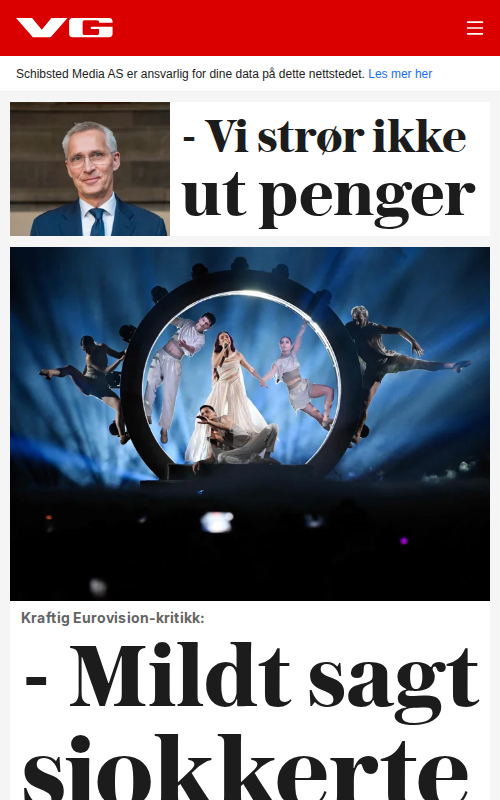 VG
Schibsted Media AS er ansvarlig for dine data på dette nettstedet. Les mer her
- Vi strør ikke
ut penger
Kraftig Eurovision-kritikk:
- Mildt sagt
sjokkerte